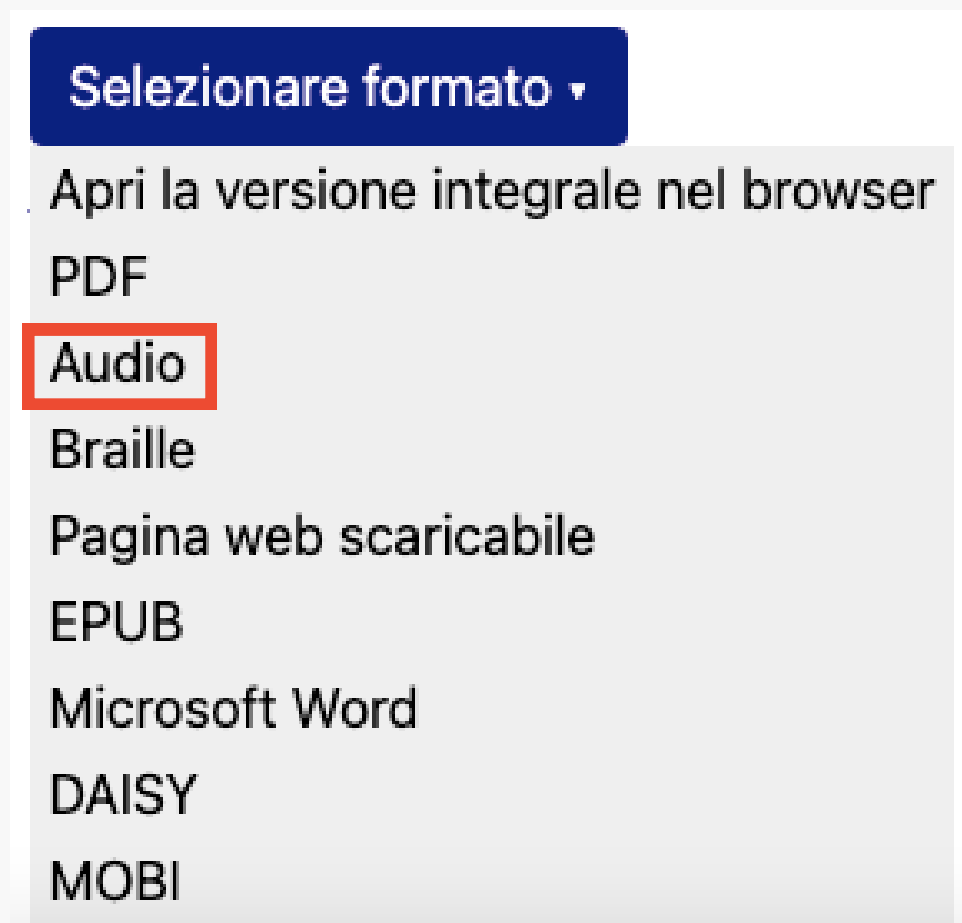 Selezionare formato ▾
Apri la versione integrale nel browser
PDF
Audio
Braille
Pagina web scaricabile
EPUB
Microsoft Word
DAISY
MOBI